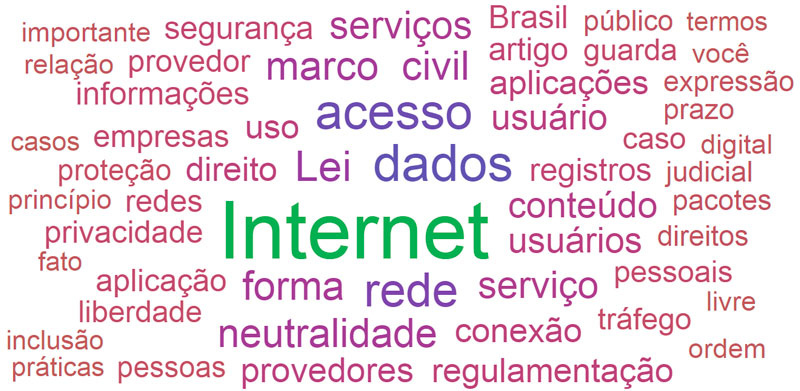 importante segurança serviços Brasil público termos
relação provedor marco civil artigo guarda você
informações acesso aplicações expressão
casos empresas uso usuário prazo
proteção direito Lei dados registros caso digital
princípio redes Internet conteúdo pacotes judicial
privacidade usuários direitos
fato aplicação forma rede serviço pessoais
liberdade neutralidade conexão tráfego livre
inclusão ordem
práticas pessoas provedores regulamentação